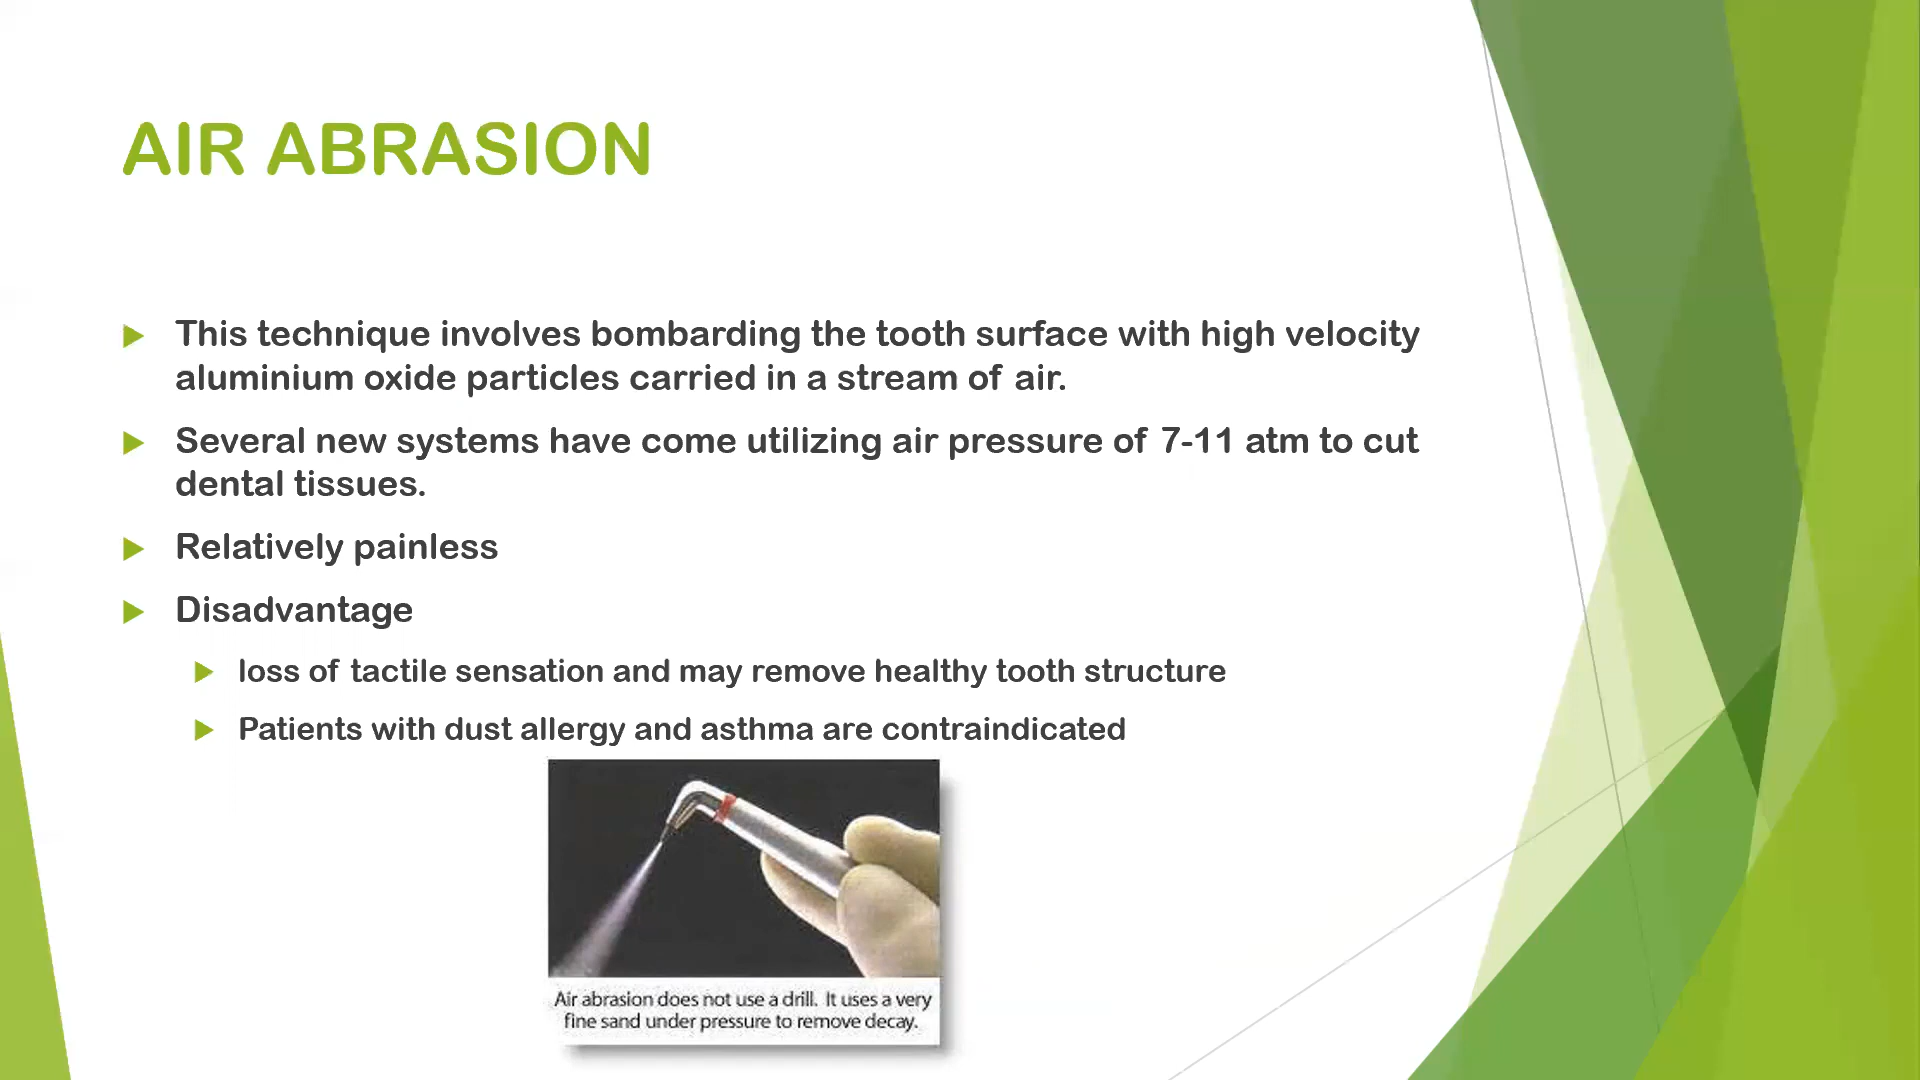 AIR ABRASION
This technique involves bombarding the tooth surface with high velocity
aluminium oxide particles carried in a stream of air.
Several new systems have come utilizing air pressure of 7-11 atm to cut
dental tissues.
Relatively painless
Disadvantage
loss of tactile sensation and may remove healthy tooth structure
Patients with dust allergy and asthma are contraindicated
Air abrasion does not use a drill. It uses a very
fine sand under pressure to remove decay.